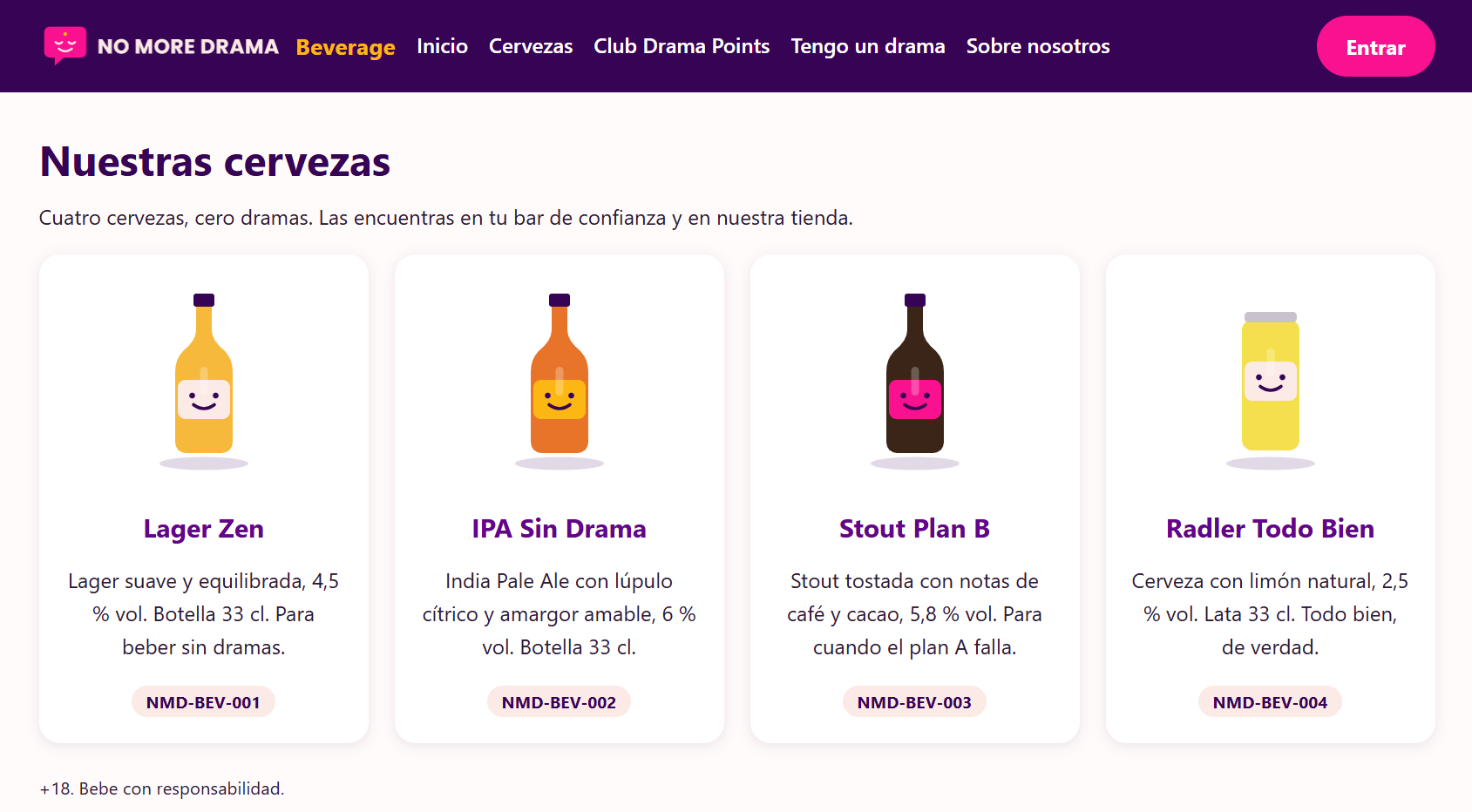 NO MORE DRAMA Beverage Inicio Cervezas Club Drama Points Tengo un drama Sobre nosotros Entrar
Nuestras cervezas
Cuatro cervezas, cero dramas. Las encuentras en tu bar de confianza y en nuestra tienda.
Lager Zen
Lager suave y equilibrada, 4,5
% vol. Botella 33 cl. Para
beber sin dramas.
NMD-BEV-001
IPA Sin Drama
India Pale Ale con lúpulo
cítrico y amargor amable, 6 %
vol. Botella 33 cl.
NMD-BEV-002
Stout Plan B
Stout tostada con notas de
café y cacao, 5,8 % vol. Para
cuando el plan A falla.
NMD-BEV-003
Radler Todo Bien
Cerveza con limón natural, 2,5
% vol. Lata 33 cl. Todo bien,
de verdad.
NMD-BEV-004
+18. Bebe con responsabilidad.